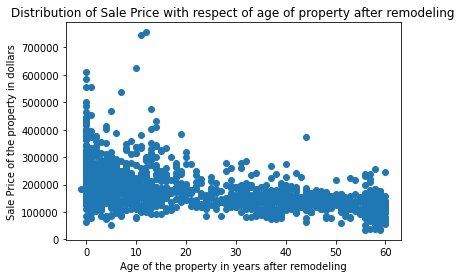 Distribution of Sale Price with respect of age of property after remodeling
Sale Price of the property in dollars
700000
600000
500000
400000
300000
200000
100000
0
0 10 20 30 40 50 60
Age of the property in years after remodeling